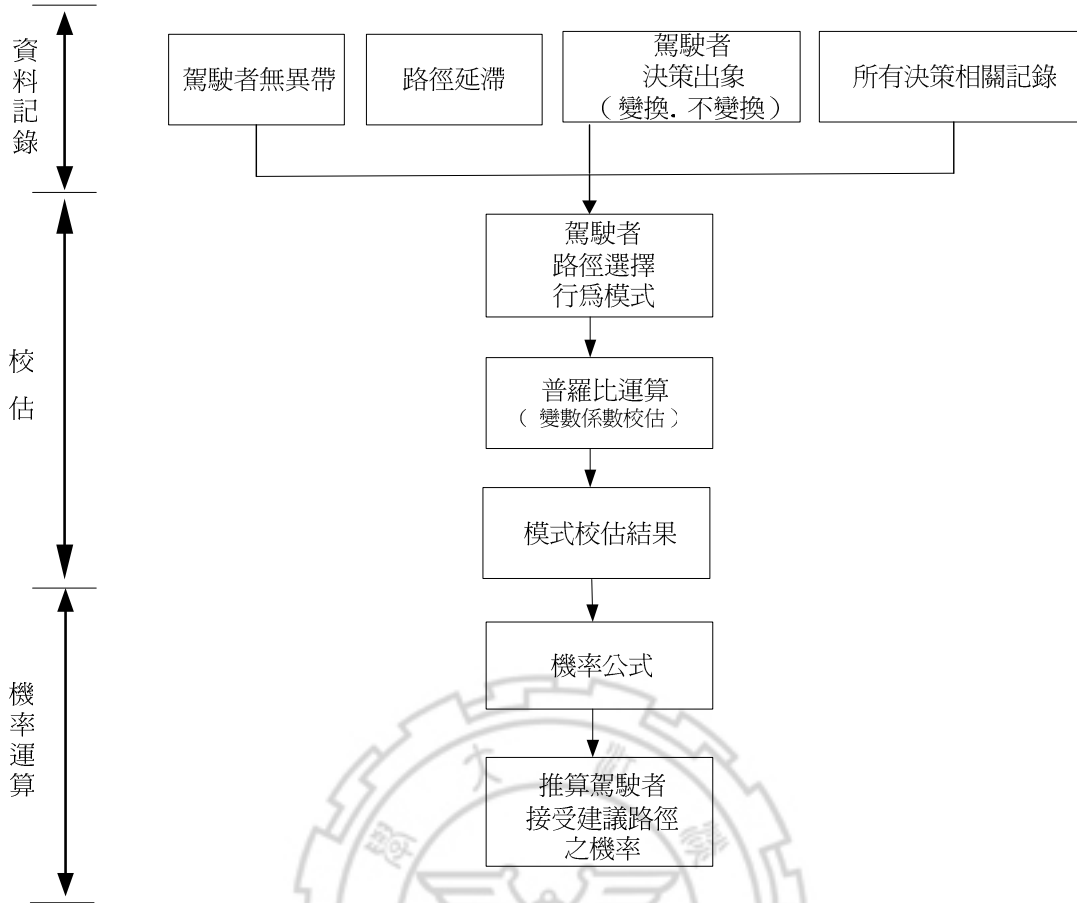 資料記錄
駕駛者無異帶
路徑延滯
駕駛者
決策出象
（變換．不變換）
所有決策相關記錄
校估
駕駛者
路徑選擇
行為模式
普羅比運算
（ 變數係數校估 ）
模式校估結果
機率運算
機率公式
推算駕駛者
接受建議路徑
之機率